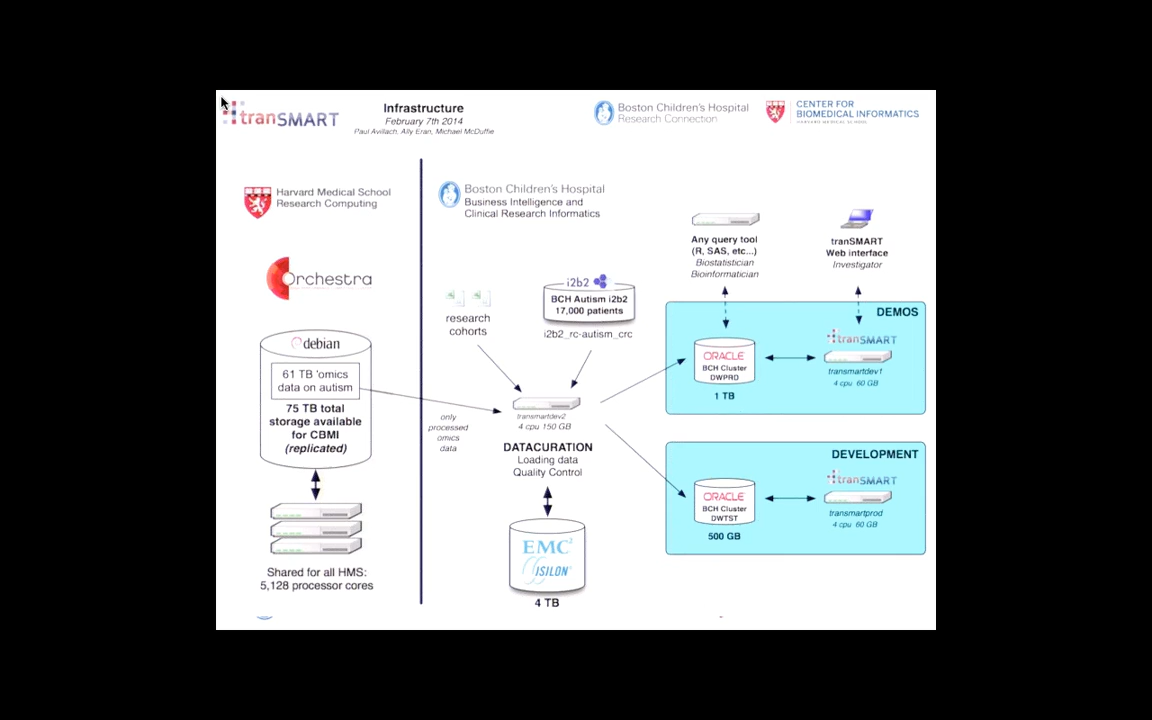 tranSMART
Infrastructure
February 7th 2014
Paul Avillach, Ally Eran, Michael McDuffie
Boston Children's Hospital
Research Connection
CENTER FOR
BIOMEDICAL INFORMATICS
HARVARD MEDICAL SCHOOL
Harvard Medical School
Research Computing
Orchestra
debian
61 TB 'omics
data on autism
75 TB total
storage available
for CBMI
(replicated)
Shared for all HMS:
5,128 processor cores
Boston Children's Hospital
Business Intelligence and
Clinical Research Informatics
research
cohorts
i2b2
BCH Autism i2b2
17,000 patients
i2b2_rc-autism_crc
only
processed
omics
data
transmartdev2
4 cpu 150 GB
DATACURATION
Loading data
Quality Control
EMC²
ISILON
4 TB
Any query tool
(R, SAS, etc...)
Biostatistician
Bioinformatician
tranSMART
Web interface
Investigator
DEMOS
ORACLE
BCH Cluster
DWPRD
1 TB
tranSMART
transmartdev1
4 cpu 60 GB
DEVELOPMENT
ORACLE
BCH Cluster
DWTST
500 GB
tranSMART
transmartprod
4 cpu 60 GB